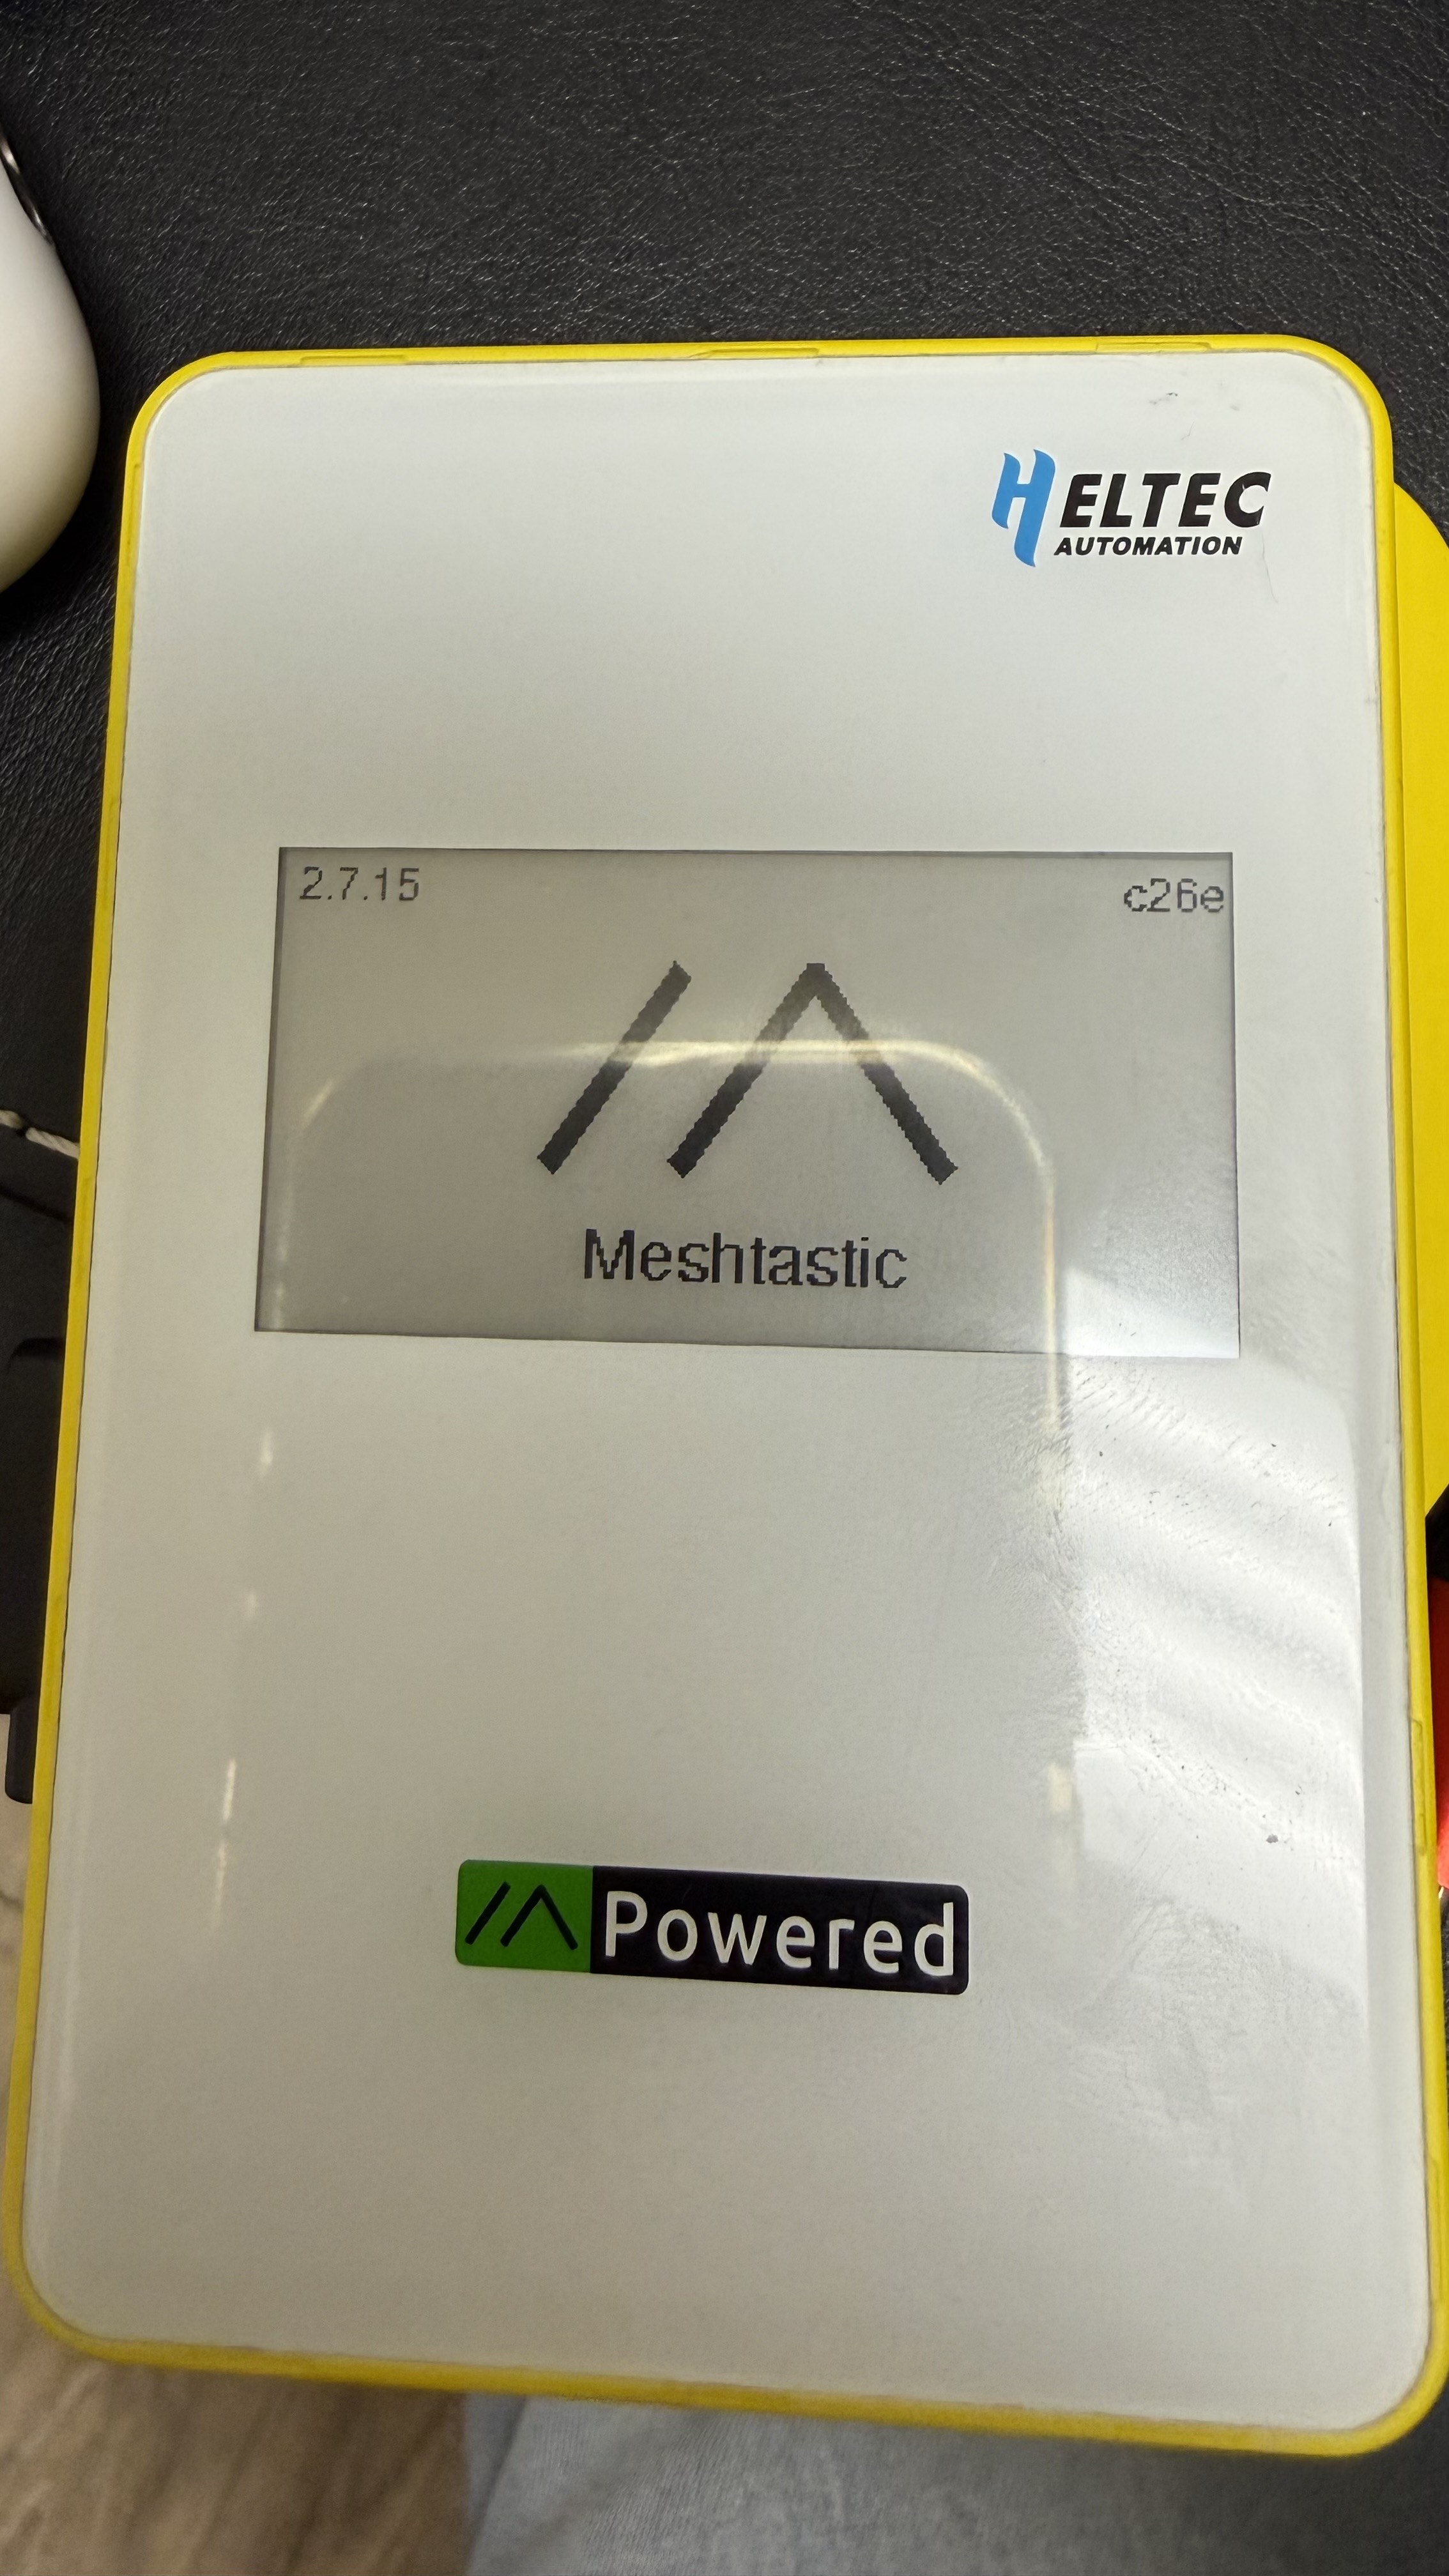 HELTEC
AUTOMATION
2.7.15
c26e
Meshtastic
Powered